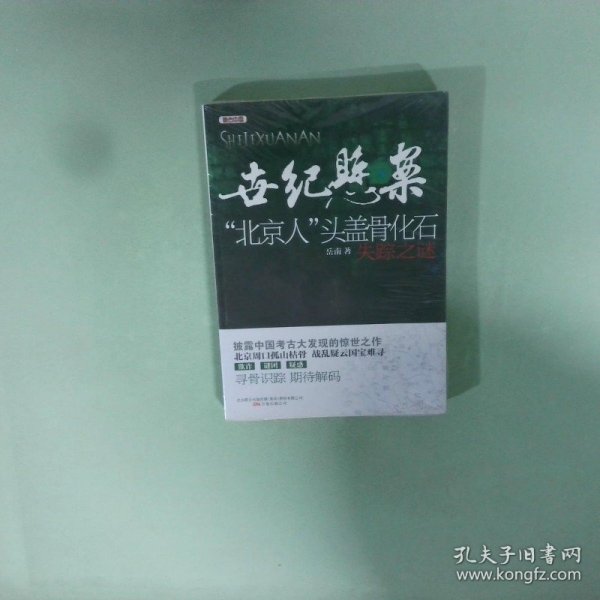 SHIJIXUANAN
世纪悬案
“北京人”头盖骨化石
岳南 著
失踪之谜
披露中国考古大发现的惊世之作
北京周口孤山枯骨 战乱疑云国宝难寻
寻骨识踪 期待解码
孔夫子旧书网
www.kongfz.com